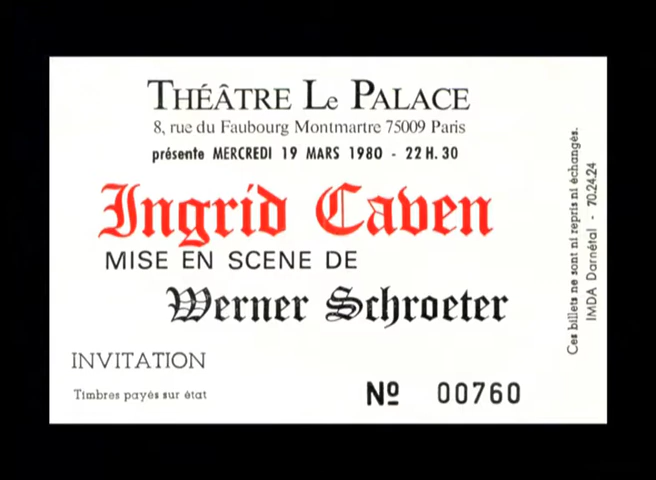 THÉÂTRE Le PALACE
8, rue du Faubourg Montmartre 75009 Paris
présente MERCREDI 19 MARS 1980 - 22 H. 30
Ingrid Caven
MISE EN SCENE DE
Werner Schroeter
INVITATION
Timbres payés sur état
Nº 00760
Ces billets ne sont ni repris ni échangés.
IMDA Darnétal - 70.24.24